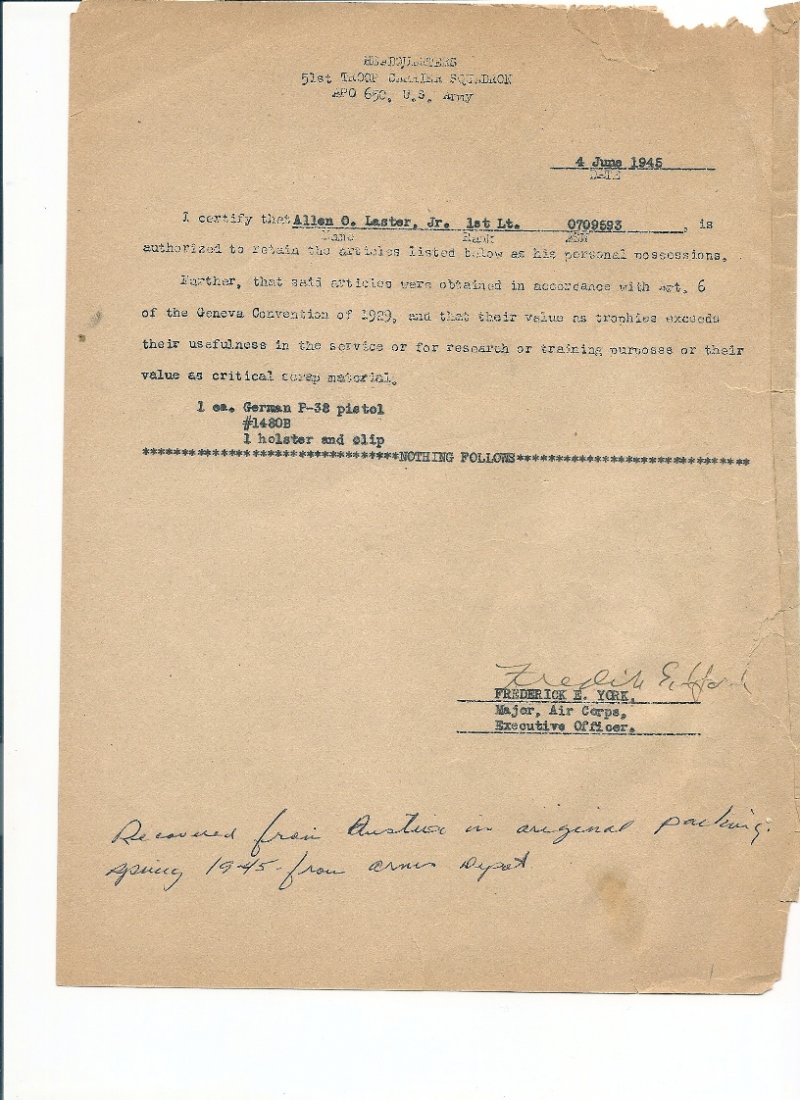 HEADQUARTERS
51st TROOP CARRIER SQUADRON
APO 650, U.S. Army
4 June 1945
DATE
I certify that Allen O. Laster, Jr. 1st Lt. 0709593, is
Name Rank ASN
authorized to retain the articles listed below as his personal possessions.
Further, that said articles were obtained in accordance with Art. 6
of the Geneva Convention of 1929, and that their value as trophies exceeds
their usefulness in the service or for research or training purposes or their
value as critical scrap material.
1 ea. German P-38 pistol
#1480B
1 holster and clip
********************************NOTHING FOLLOWS*****************************
Frederick E. York
FREDERICK E. YORK,
Major, Air Corps,
Executive Officer.
Recovered from Austria in original packing.
spring 1945 from arms Depot